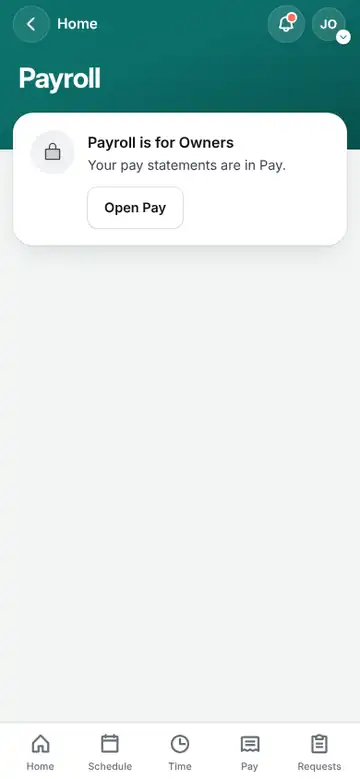 Home
JO
Payroll
Payroll is for Owners
Your pay statements are in Pay.
Open Pay
Home
Schedule
Time
Pay
Requests